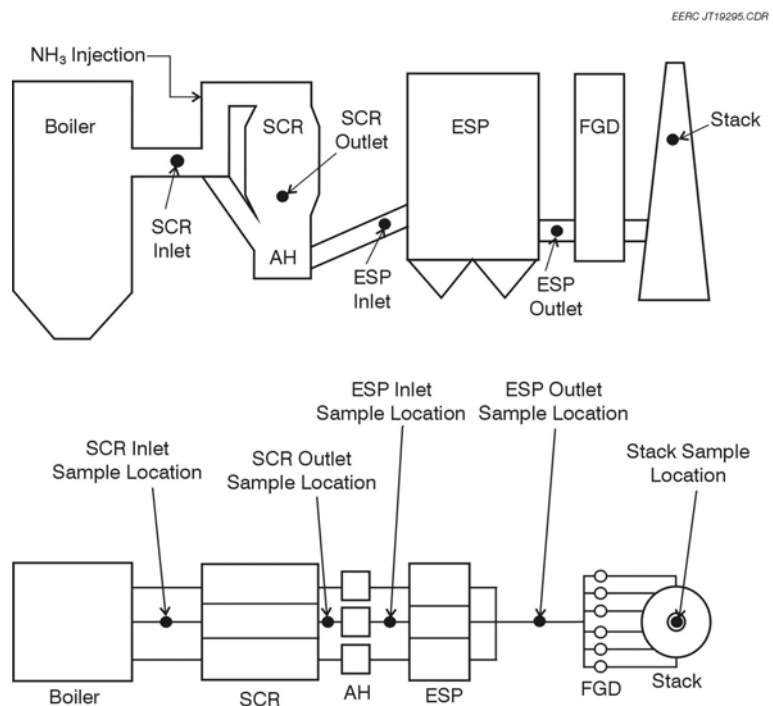 EERC JT19295.CDR
NH₃ Injection
Boiler
SCR
SCR
Outlet
ESP
FGD
Stack
SCR
Inlet
AH
ESP
Inlet
ESP
Outlet
ESP Inlet
Sample Location
ESP Outlet
Sample Location
SCR Inlet
Sample Location
SCR Outlet
Sample Location
Stack Sample
Location
Boiler
SCR
AH
ESP
FGD
Stack